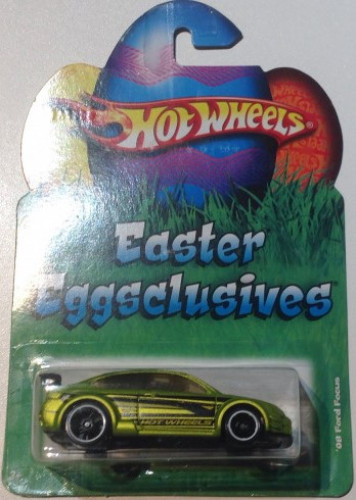 HOT WHEELS®
Easter
Eggsclusives
HOT WHEELS
'08 Ford Focus